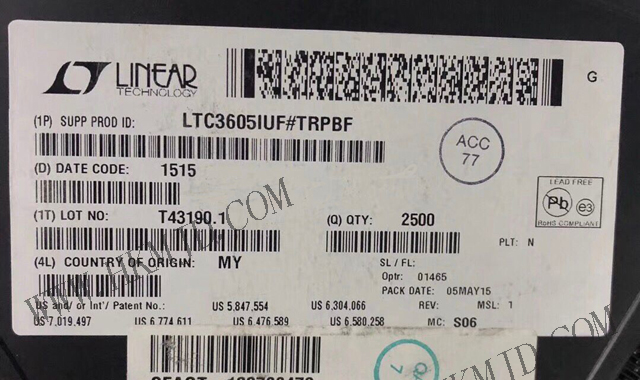 LINEAR
TECHNOLOGY
G
(1P) SUPP PROD ID: LTC3605IUF#TRPBF
ACC
77
(D) DATE CODE: 1515
LEAD FREE
Pb e3
RoHS COMPLIANT
(1T) LOT NO: T43190.1 (Q) QTY: 2500
PLT: N
(4L) COUNTRY OF ORIGIN: MY
SL / FL:
Optr: 01465
PACK DATE: 05MAY15
US and/or Int'l Patent No.: US 5,847,554 US 6,304,066 REV: MSL: 1
US 7,019,497 US 6,774,611 US 6,476,589 US 6,580,258 MC: S06
WWW.HKMJD.COM